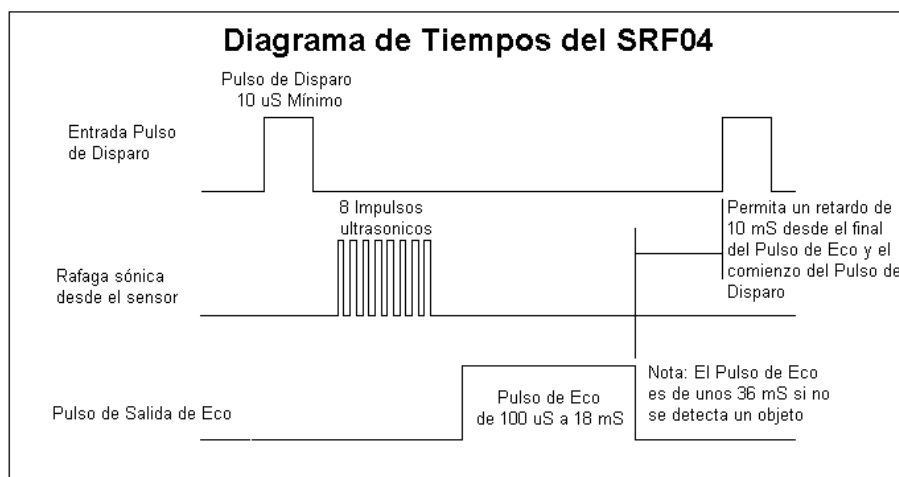 Diagrama de Tiempos del SRF04
Pulso de Disparo
10 uS Mínimo
Entrada Pulso
de Disparo
8 Impulsos
ultrasonicos
Permita un retardo de
10 mS desde el final
del Pulso de Eco y el
comienzo del Pulso de
Disparo
Rafaga sónica
desde el sensor
Pulso de Salida de Eco
Pulso de Eco
de 100 uS a 18 mS
Nota: El Pulso de Eco
es de unos 36 mS si no
se detecta un objeto